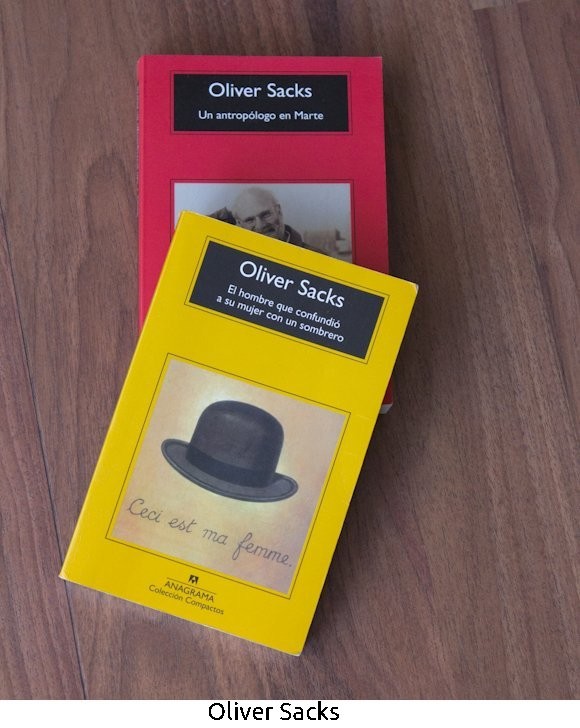 Oliver Sacks
Un antropólogo en Marte
Oliver Sacks
El hombre que confundió
a su mujer con un sombrero
Ceci est ma femme.
ANAGRAMA
Colección Compactos
Oliver Sacks